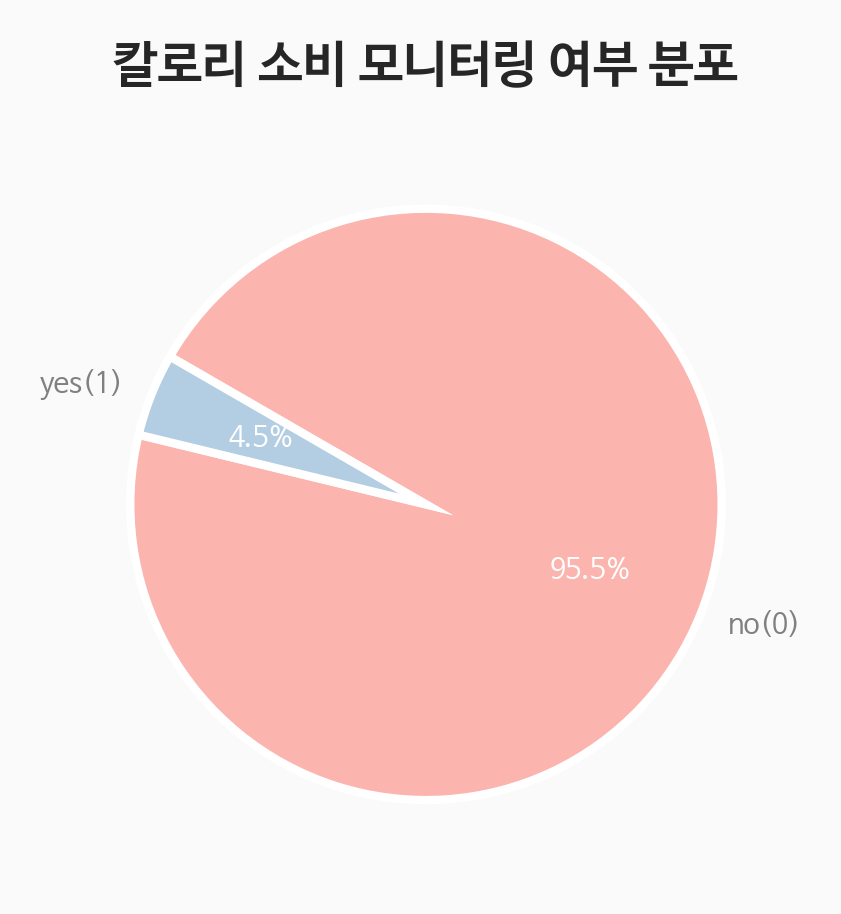 칼로리 소비 모니터링 여부 분포
yes(1)
4.5%
95.5%
no(0)